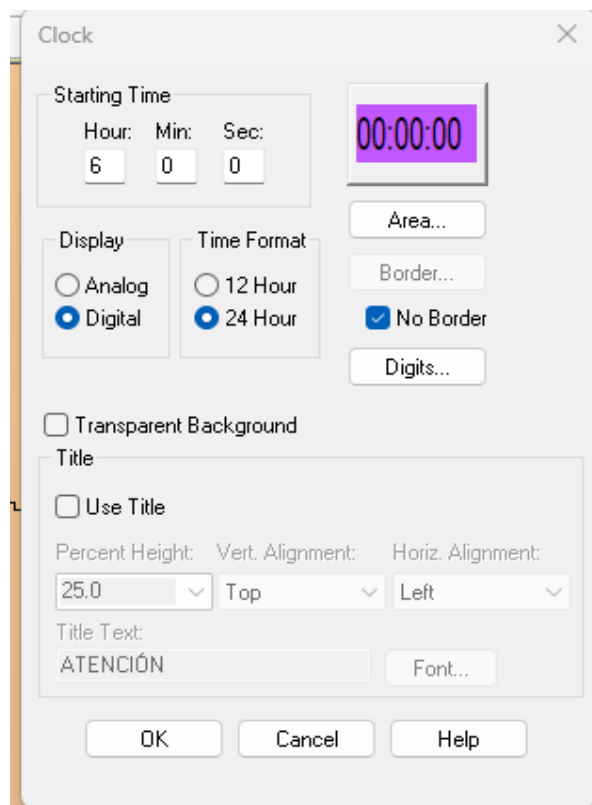 Clock
Starting Time
Hour: Min: Sec:
6 0 0
00:00:00
Area...
Display
Time Format
Analog
12 Hour
Border...
Digital
24 Hour
No Border
Digits...
Transparent Background
Title
Use Title
Percent Height: Vert. Alignment: Horiz. Alignment:
25.0 Top Left
Title Text:
ATENCIÓN
Font...
OK Cancel Help